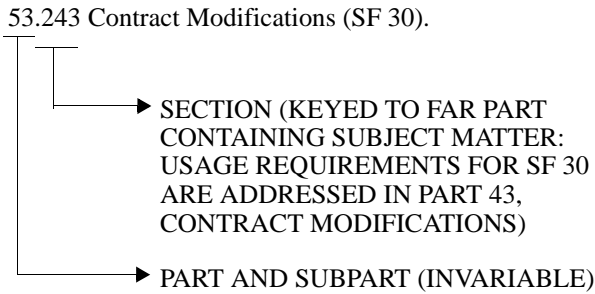 53.243 Contract Modifications (SF 30).
SECTION (KEYED TO FAR PART
CONTAINING SUBJECT MATTER:
USAGE REQUIREMENTS FOR SF 30
ARE ADDRESSED IN PART 43,
CONTRACT MODIFICATIONS)
PART AND SUBPART (INVARIABLE)